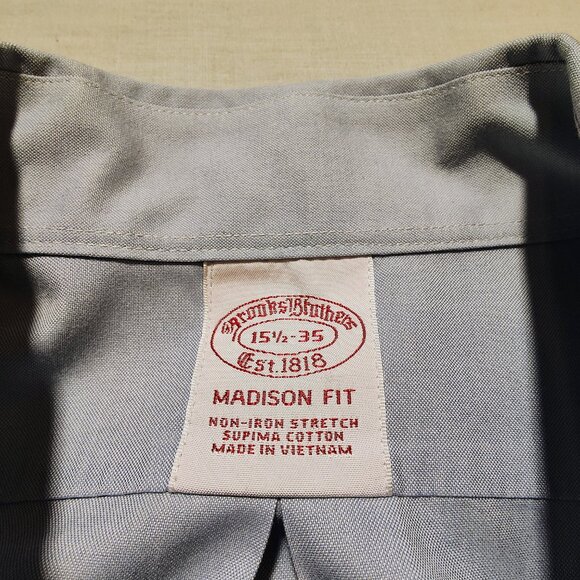 Brooks Brothers
15½-35
Est.1818
MADISON FIT
NON-IRON STRETCH
SUPIMA COTTON
MADE IN VIETNAM